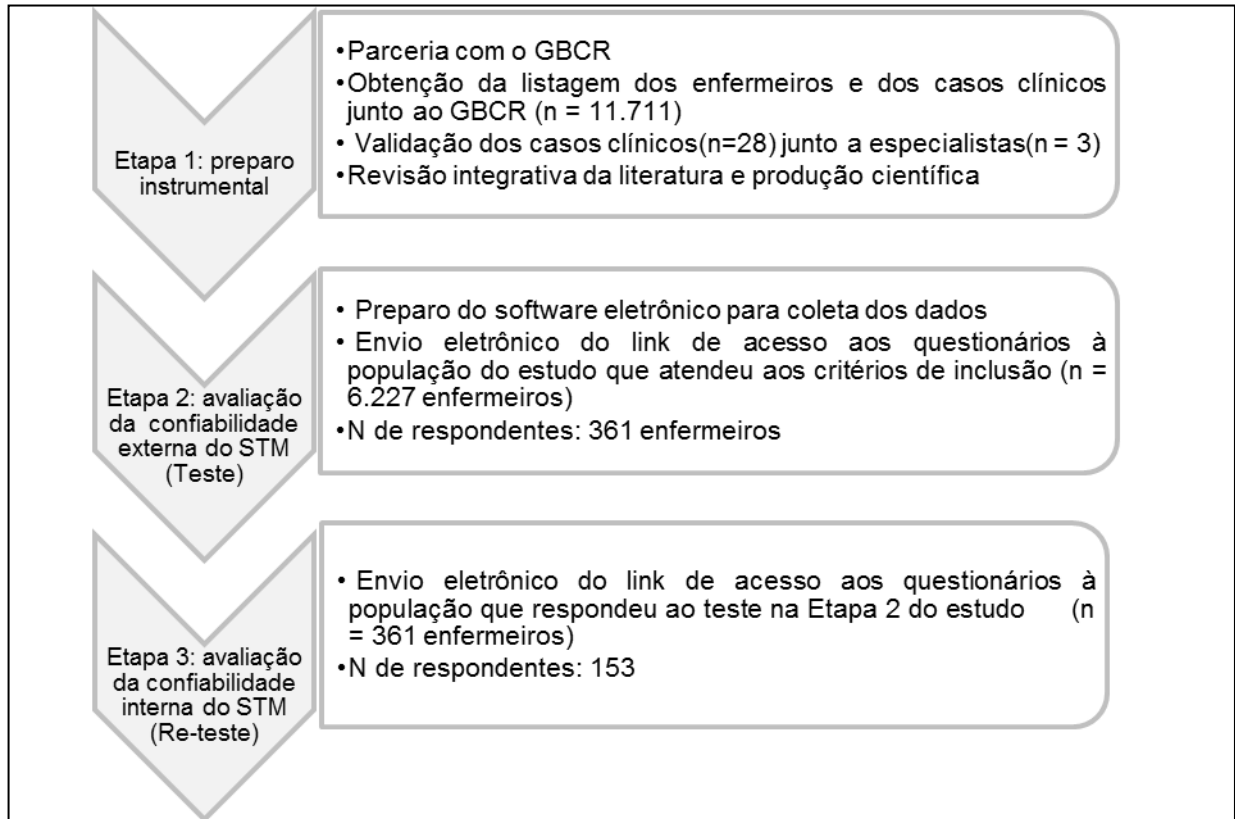 Etapa 1: preparo
instrumental
•Parceria com o GBCR
•Obtenção da listagem dos enfermeiros e dos casos clínicos
junto ao GBCR (n = 11.711)
• Validação dos casos clínicos(n=28) junto a especialistas(n = 3)
•Revisão integrativa da literatura e produção científica
Etapa 2: avaliação
da confiabilidade
externa do STM
(Teste)
• Preparo do software eletrônico para coleta dos dados
• Envio eletrônico do link de acesso aos questionários à
população do estudo que atendeu aos critérios de inclusão (n =
6.227 enfermeiros)
•N de respondentes: 361 enfermeiros
Etapa 3: avaliação
da confiabilidade
interna do STM
(Re-teste)
• Envio eletrônico do link de acesso aos questionários à
população que respondeu ao teste na Etapa 2 do estudo (n
= 361 enfermeiros)
•N de respondentes: 153